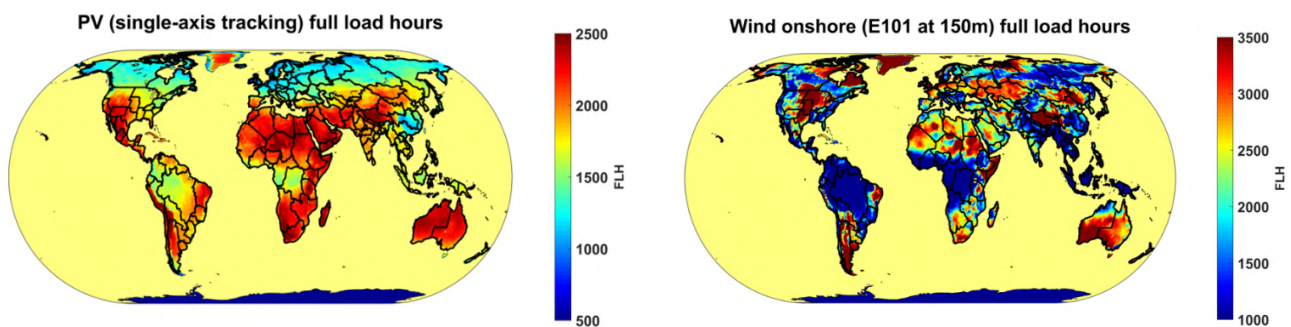 PV (single-axis tracking) full load hours
2500
2000
1500
1000
500
FLH
Wind onshore (E101 at 150m) full load hours
3500
3000
2500
2000
1500
1000
FLH